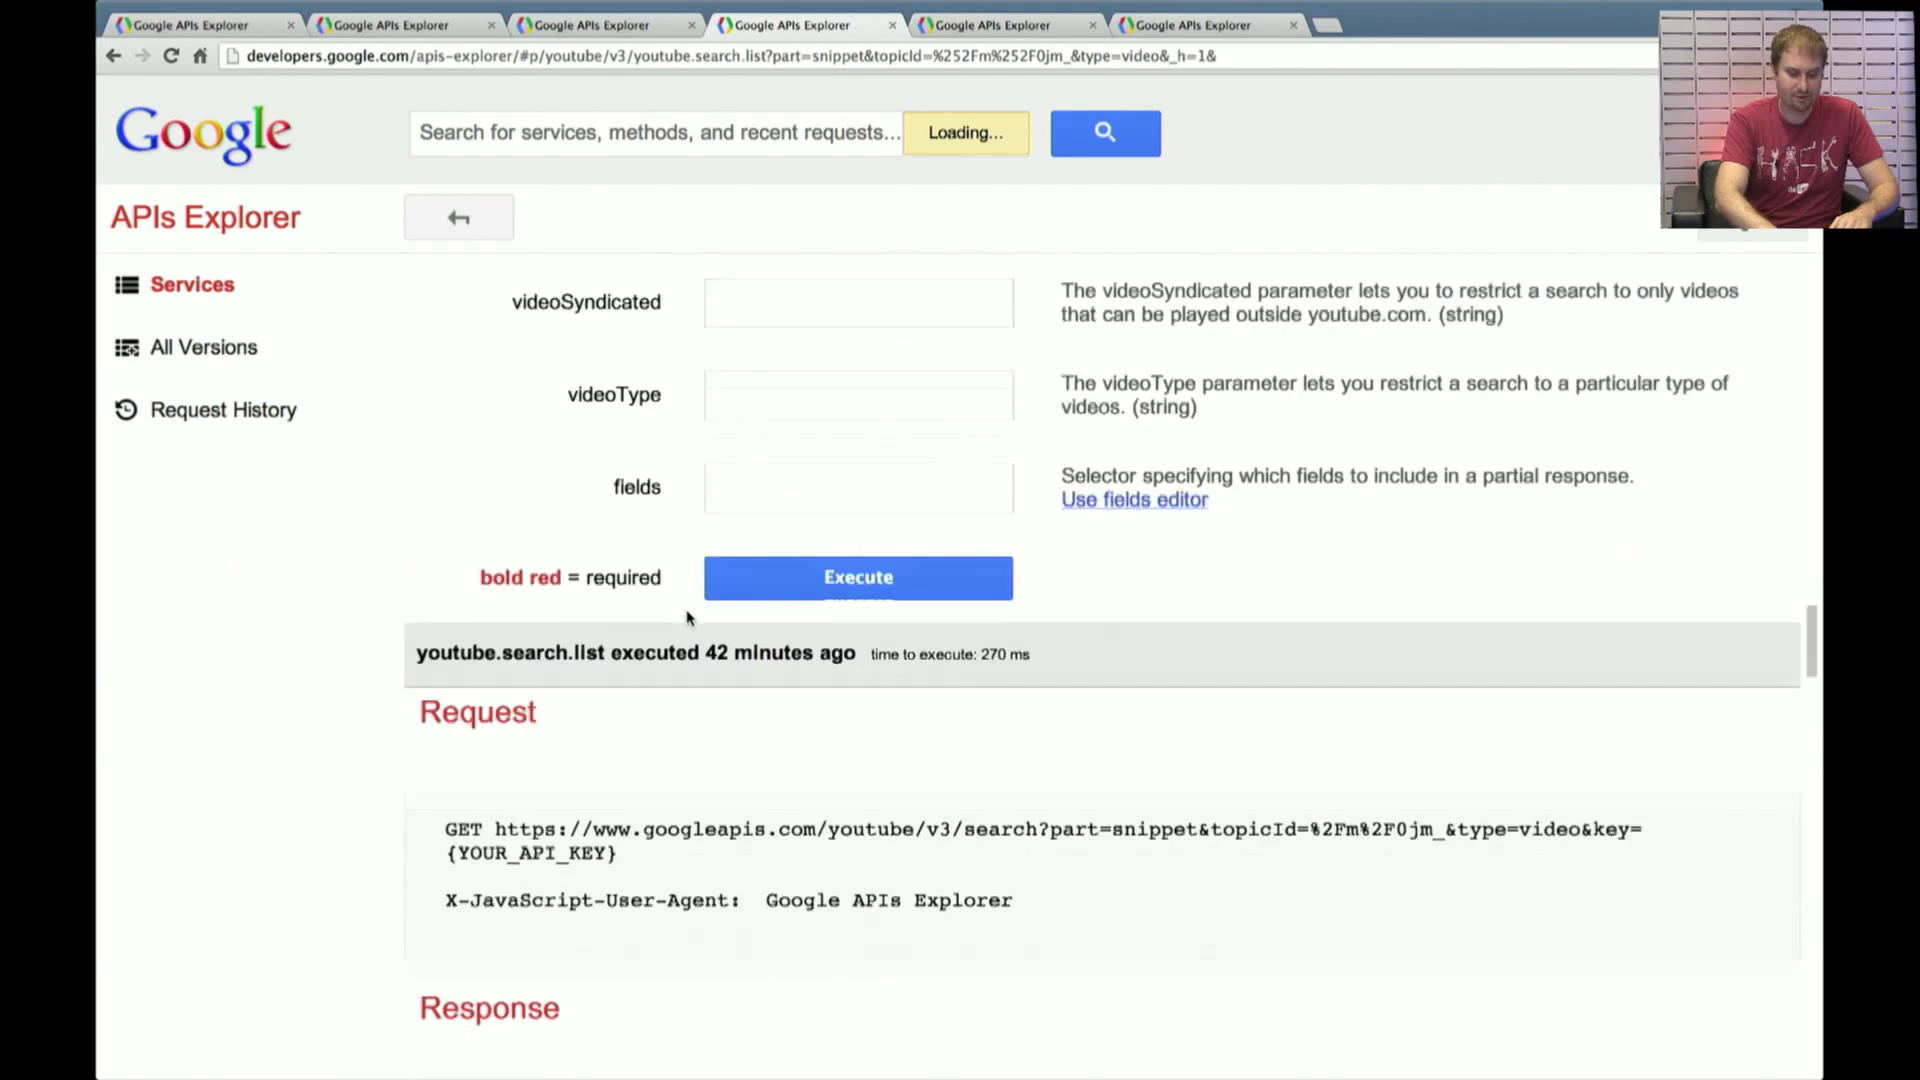 Google APIs Explorer
Google APIs Explorer
Google APIs Explorer
Google APIs Explorer
Google APIs Explorer
Google APIs Explorer
developers.google.com/apis-explorer/#p/youtube/v3/youtube.search.list?part=snippet&topicId=%252Fm%252F0jm_&type=video&_h=1&
Google
Search for services, methods, and recent requests...
Loading...
APIs Explorer
Services
All Versions
Request History
videoSyndicated
The videoSyndicated parameter lets you to restrict a search to only videos
that can be played outside youtube.com. (string)
videoType
The videoType parameter lets you restrict a search to a particular type of
videos. (string)
fields
Selector specifying which fields to include in a partial response.
Use fields editor
bold red = required
Execute
youtube.search.list executed 42 minutes ago time to execute: 270 ms
Request
GET https://www.googleapis.com/youtube/v3/search?part=snippet&topicId=%2Fm%2F0jm_&type=video&key=
{YOUR_API_KEY}
X-JavaScript-User-Agent: Google APIs Explorer
Response